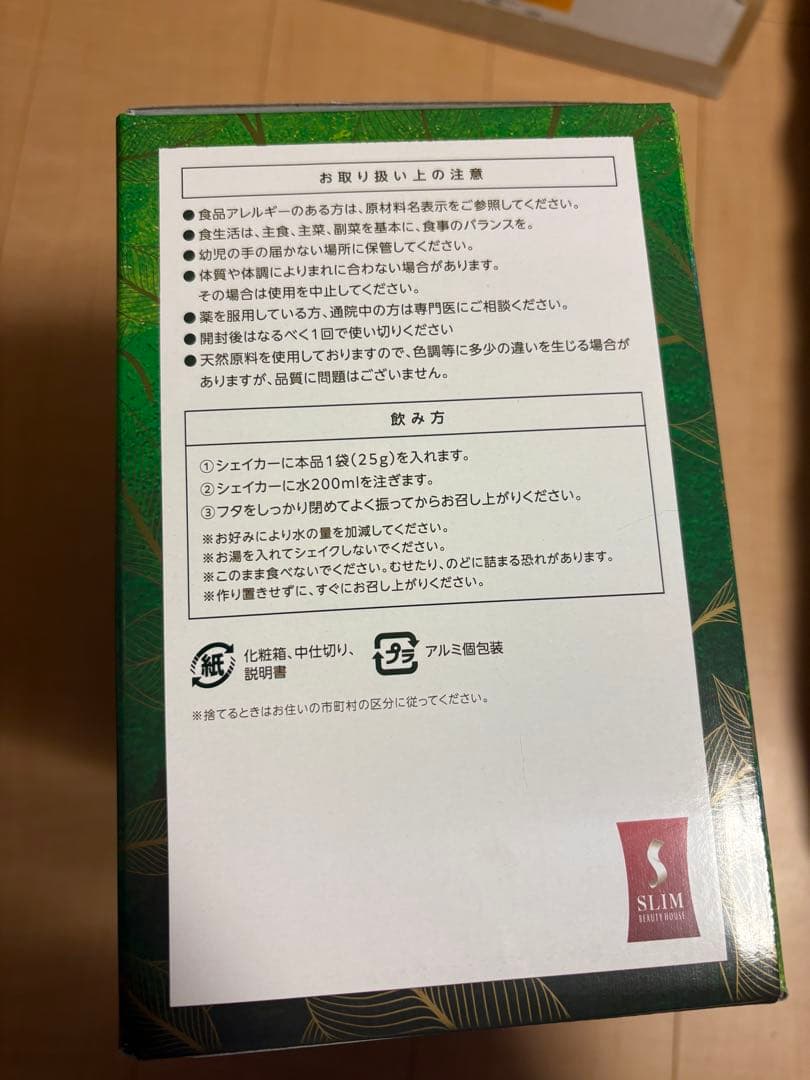 お取り扱い上の注意
●食品アレルギーのある方は、原材料名表示をご参照してください。
●食生活は、主食、主菜、副菜を基本に、食事のバランスを。
●幼児の手の届かない場所に保管してください。
●体質や体調によりまれに合わない場合があります。
その場合は使用を中止してください。
●薬を服用している方、通院中の方は専門医にご相談ください。
●開封後はなるべく1回で使い切りください
●天然原料を使用しておりますので、色調等に多少の違いを生じる場合が
ありますが、品質に問題はございません。
飲み方
①シェイカーに本品1袋(25g)を入れます。
②シェイカーに水200mlを注ぎます。
③フタをしっかり閉めてよく振ってからお召し上がりください。
※お好みにより水の量を加減してください。
※お湯を入れてシェイクしないでください。
※このまま食べないでください。むせたり、のどに詰まる恐れがあります。
※作り置きせずに、すぐにお召し上がりください。
紙 化粧箱、中仕切り、
説明書
プラ アルミ個包装
※捨てるときはお住いの市町村の区分に従ってください。
S
SLIM
BEAUTY HOUSE